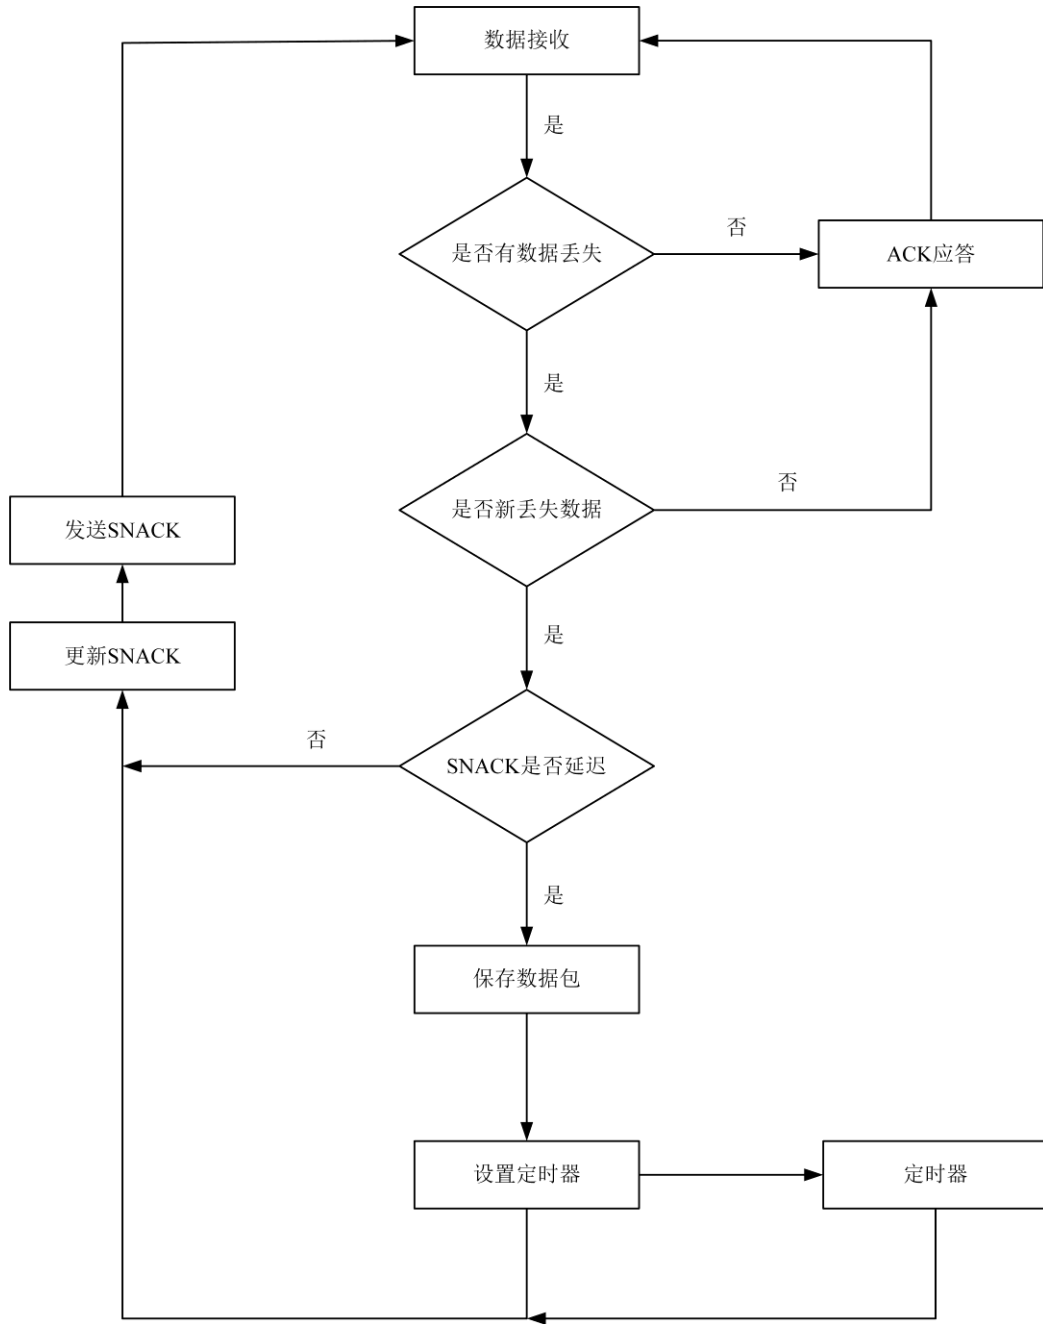 数据接收
是
是否有数据丢失
否
ACK应答
是
是否新丢失数据
否
发送SNACK
是
更新SNACK
否
SNACK是否延迟
是
保存数据包
设置定时器
定时器